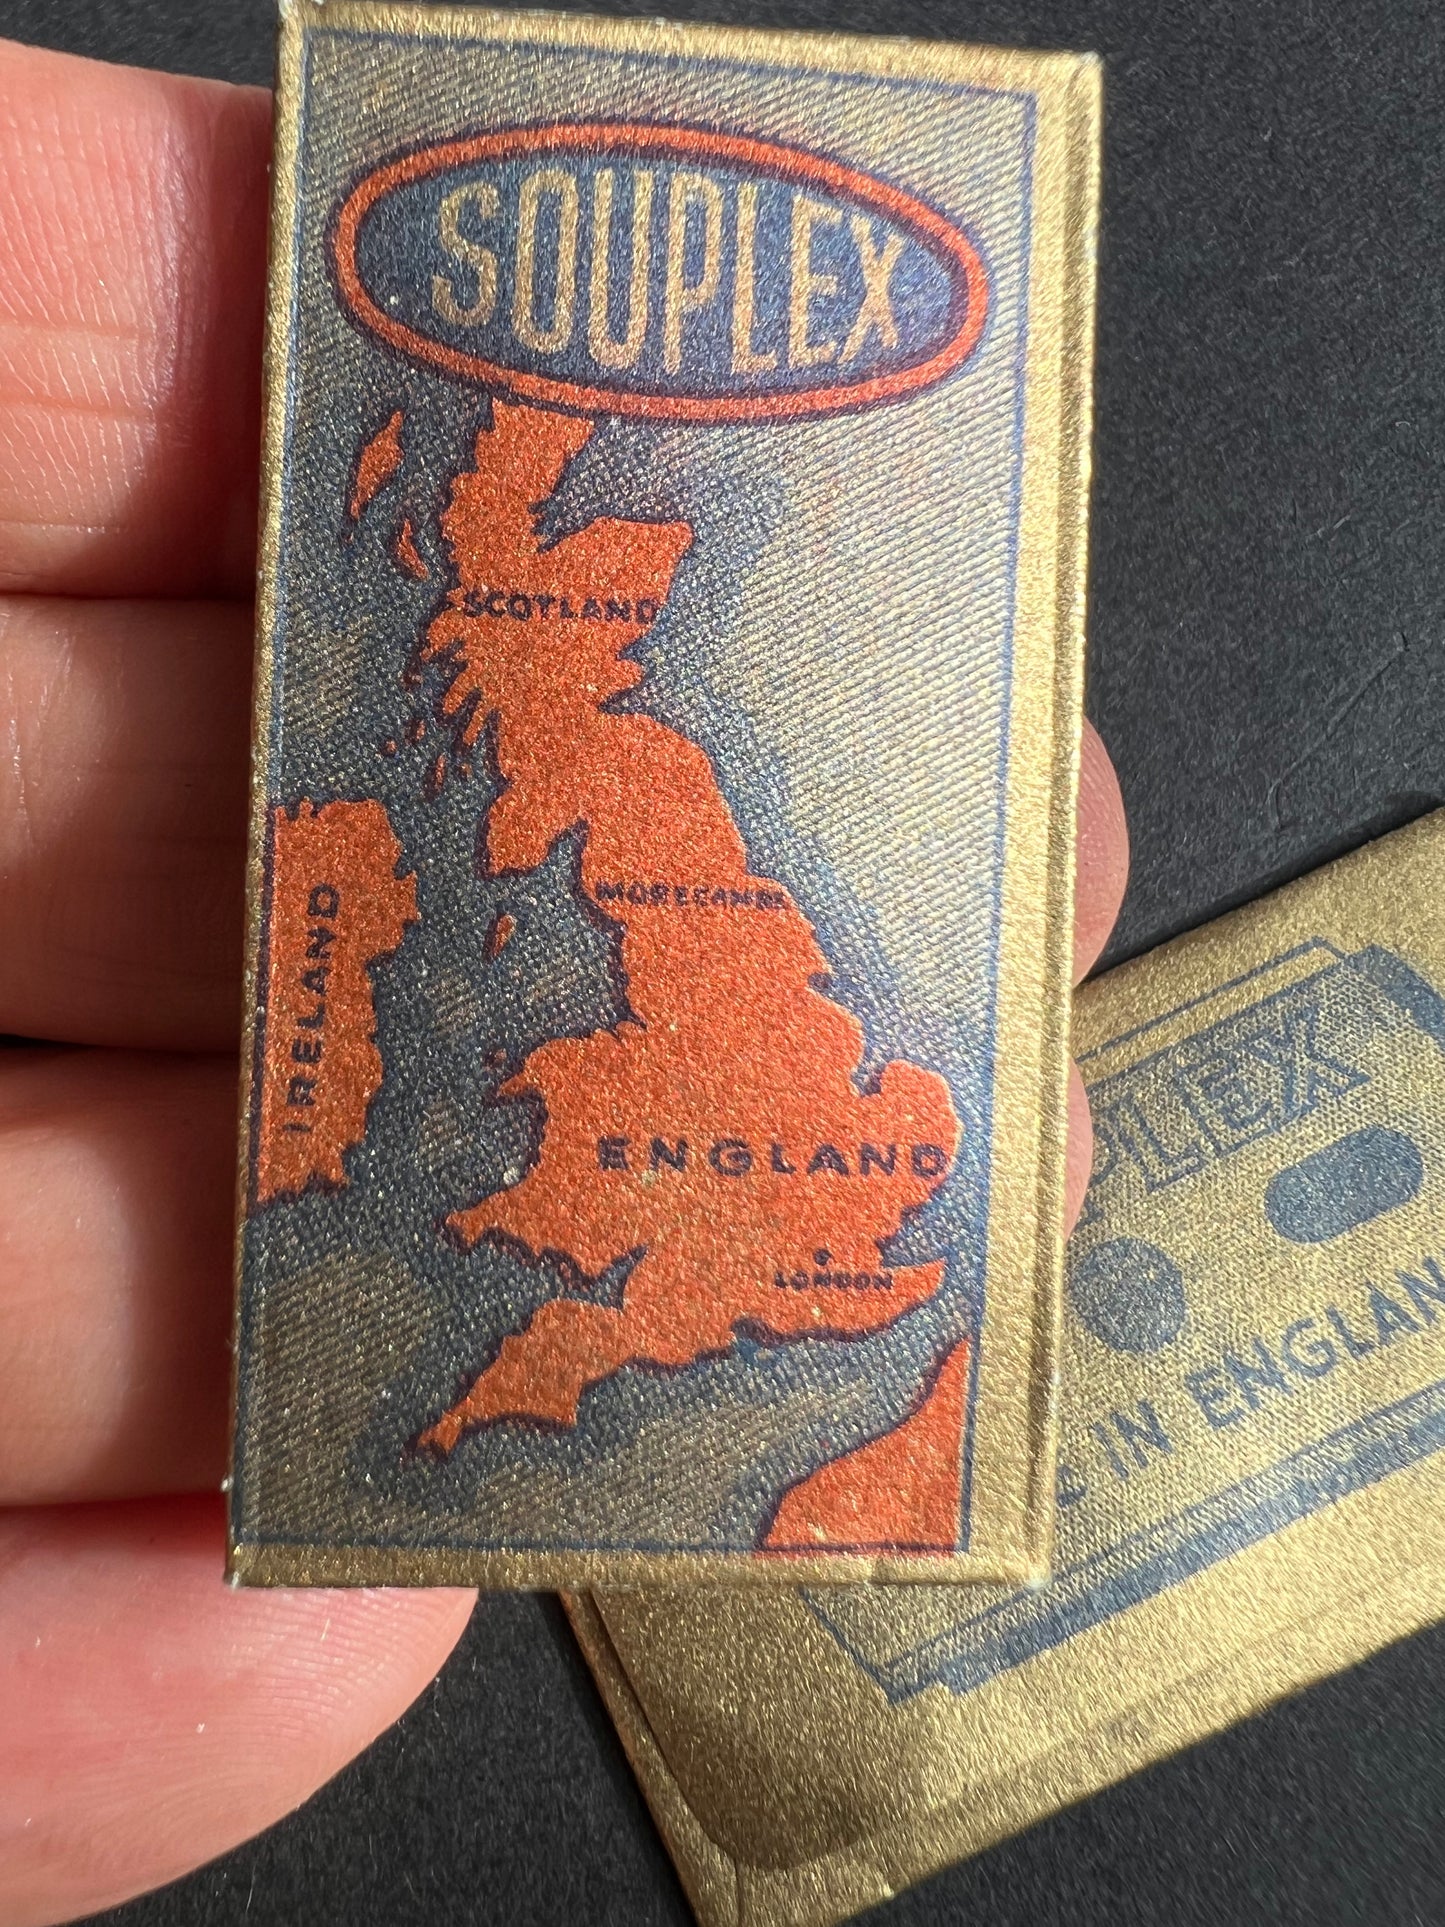 SOUPLEX
SCOTLAND
MORECAMBE
IRELAND
ENGLAND
LONDON
PLEX
IN ENGLAN